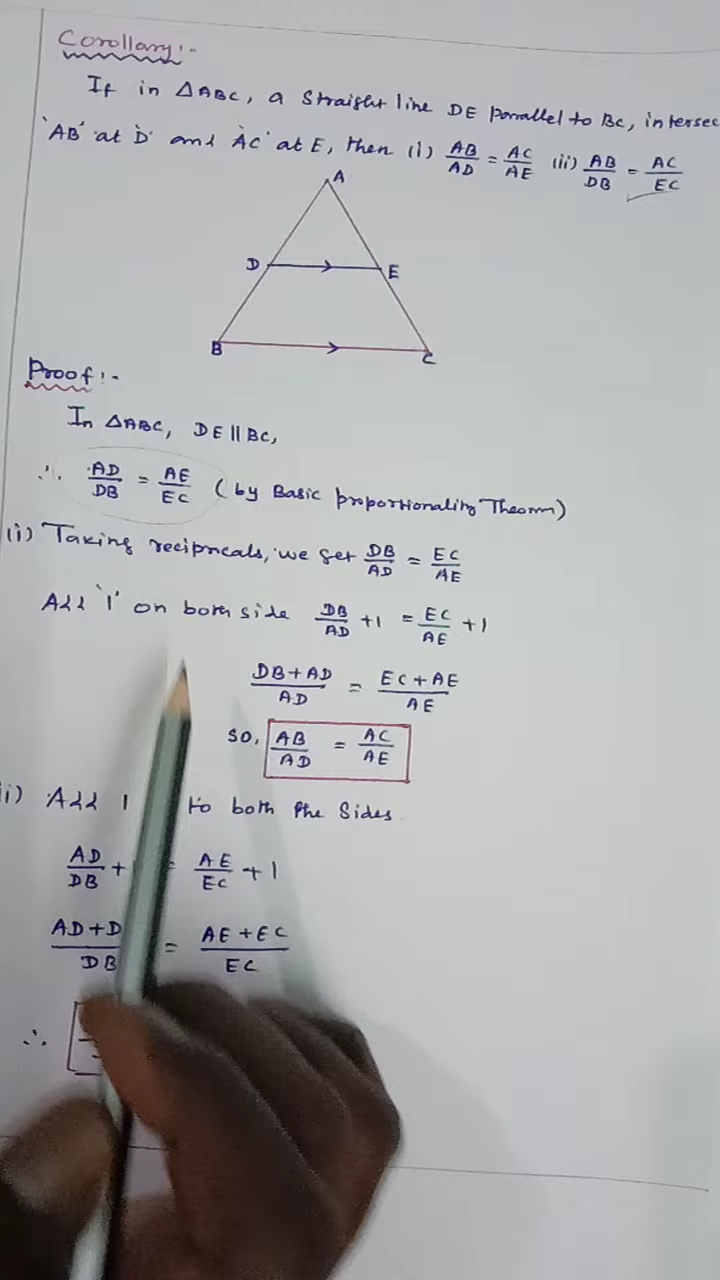 Corollary:-
If in △ABC, a straight line DE parallel to BC, intersec
'AB' at 'D' and 'AC' at E, then (i) AB/AD = AC/AE (ii) AB/DB = AC/EC
A
D E
B C
Proof:-
In △ABC, DE ∥ BC,
∴ AD/DB = AE/EC (by Basic proportionality Theorem)
(i) Taking reciprocals, we get DB/AD = EC/AE
Add '1' on both side DB/AD + 1 = EC/AE + 1
DB+AD/AD = EC+AE/AE
so, AB/AD = AC/AE
i) Add 1 to both the sides
AD/DB + = AE/EC + 1
AD+D/DB = AE+EC/EC
∴